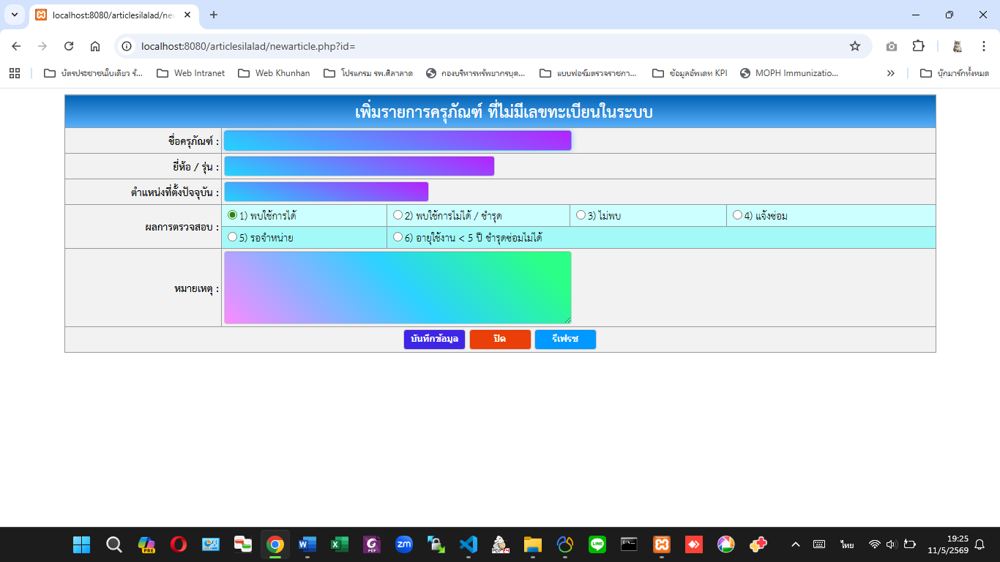 localhost:8080/articlesilalad/new
localhost:8080/articlesilalad/newarticle.php?id=
บัตรประชาชนใบเดียว รั... Web Intranet Web Khunhan โปรแกรม รพ.ศิลาลาด กองบริหารทรัพยากรบุค... แบบฟอร์มตรวจราชกา... ข้อมูลอัพเดท KPI MOPH Immunizatio... บุ๊กมาร์กทั้งหมด
เพิ่มรายการครุภัณฑ์ ที่ไม่มีเลขทะเบียนในระบบ
ชื่อครุภัณฑ์ :
ยี่ห้อ / รุ่น :
ตำแหน่งที่ตั้งปัจจุบัน :
ผลการตรวจสอบ :
1) พบใช้การได้ 2) พบใช้การไม่ได้ / ชำรุด 3) ไม่พบ 4) แจ้งซ่อม
5) รอจำหน่าย 6) อายุใช้งาน < 5 ปี ชำรุดซ่อมไม่ได้
หมายเหตุ :
บันทึกข้อมูล ปิด รีเฟรช
PRE PDF zm PDF24 LINE ไทย 19:25
11/5/2569